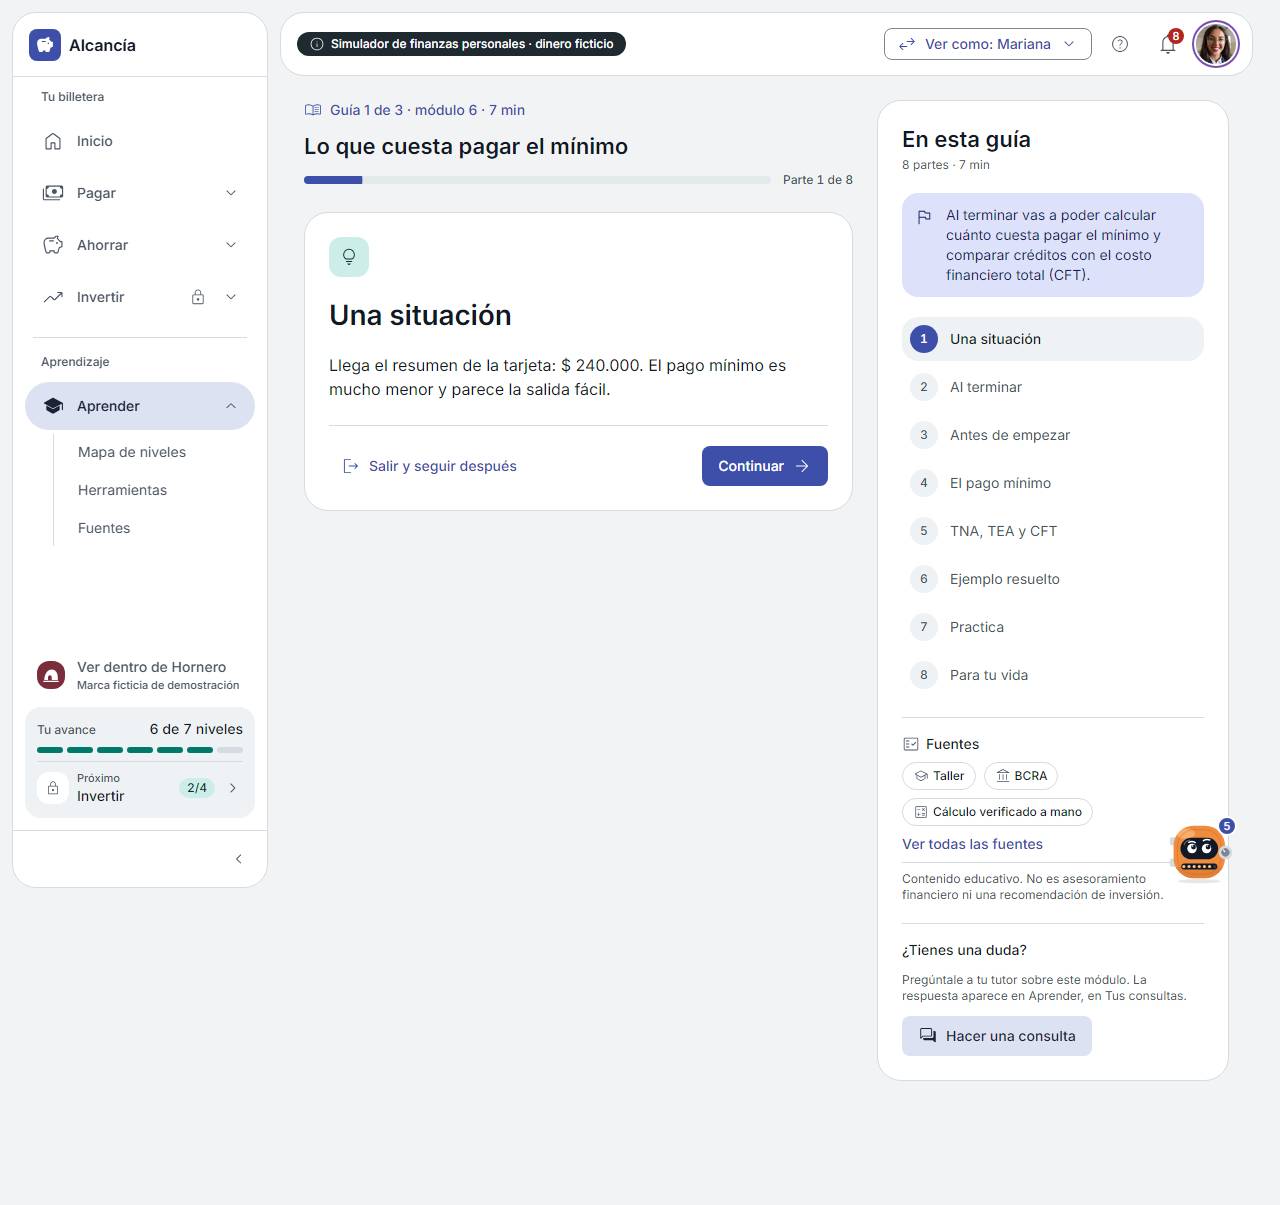 Alcancía
Tu billetera
Inicio
Pagar
Ahorrar
Invertir
Aprendizaje
Aprender
Mapa de niveles
Herramientas
Fuentes
Ver dentro de Hornero
Marca ficticia de demostración
Tu avance 6 de 7 niveles
Próximo
Invertir
2/4
Simulador de finanzas personales · dinero ficticio
Ver como: Mariana
8
Guía 1 de 3 · módulo 6 · 7 min
Lo que cuesta pagar el mínimo
Parte 1 de 8
Una situación
Llega el resumen de la tarjeta: $ 240.000. El pago mínimo es
mucho menor y parece la salida fácil.
Salir y seguir después
Continuar
En esta guía
8 partes · 7 min
Al terminar vas a poder calcular
cuánto cuesta pagar el mínimo y
comparar créditos con el costo
financiero total (CFT).
1 Una situación
2 Al terminar
3 Antes de empezar
4 El pago mínimo
5 TNA, TEA y CFT
6 Ejemplo resuelto
7 Practica
8 Para tu vida
Fuentes
Taller
BCRA
Cálculo verificado a mano
Ver todas las fuentes
5
Contenido educativo. No es asesoramiento
financiero ni una recomendación de inversión.
¿Tienes una duda?
Pregúntale a tu tutor sobre este módulo. La
respuesta aparece en Aprender, en Tus consultas.
Hacer una consulta